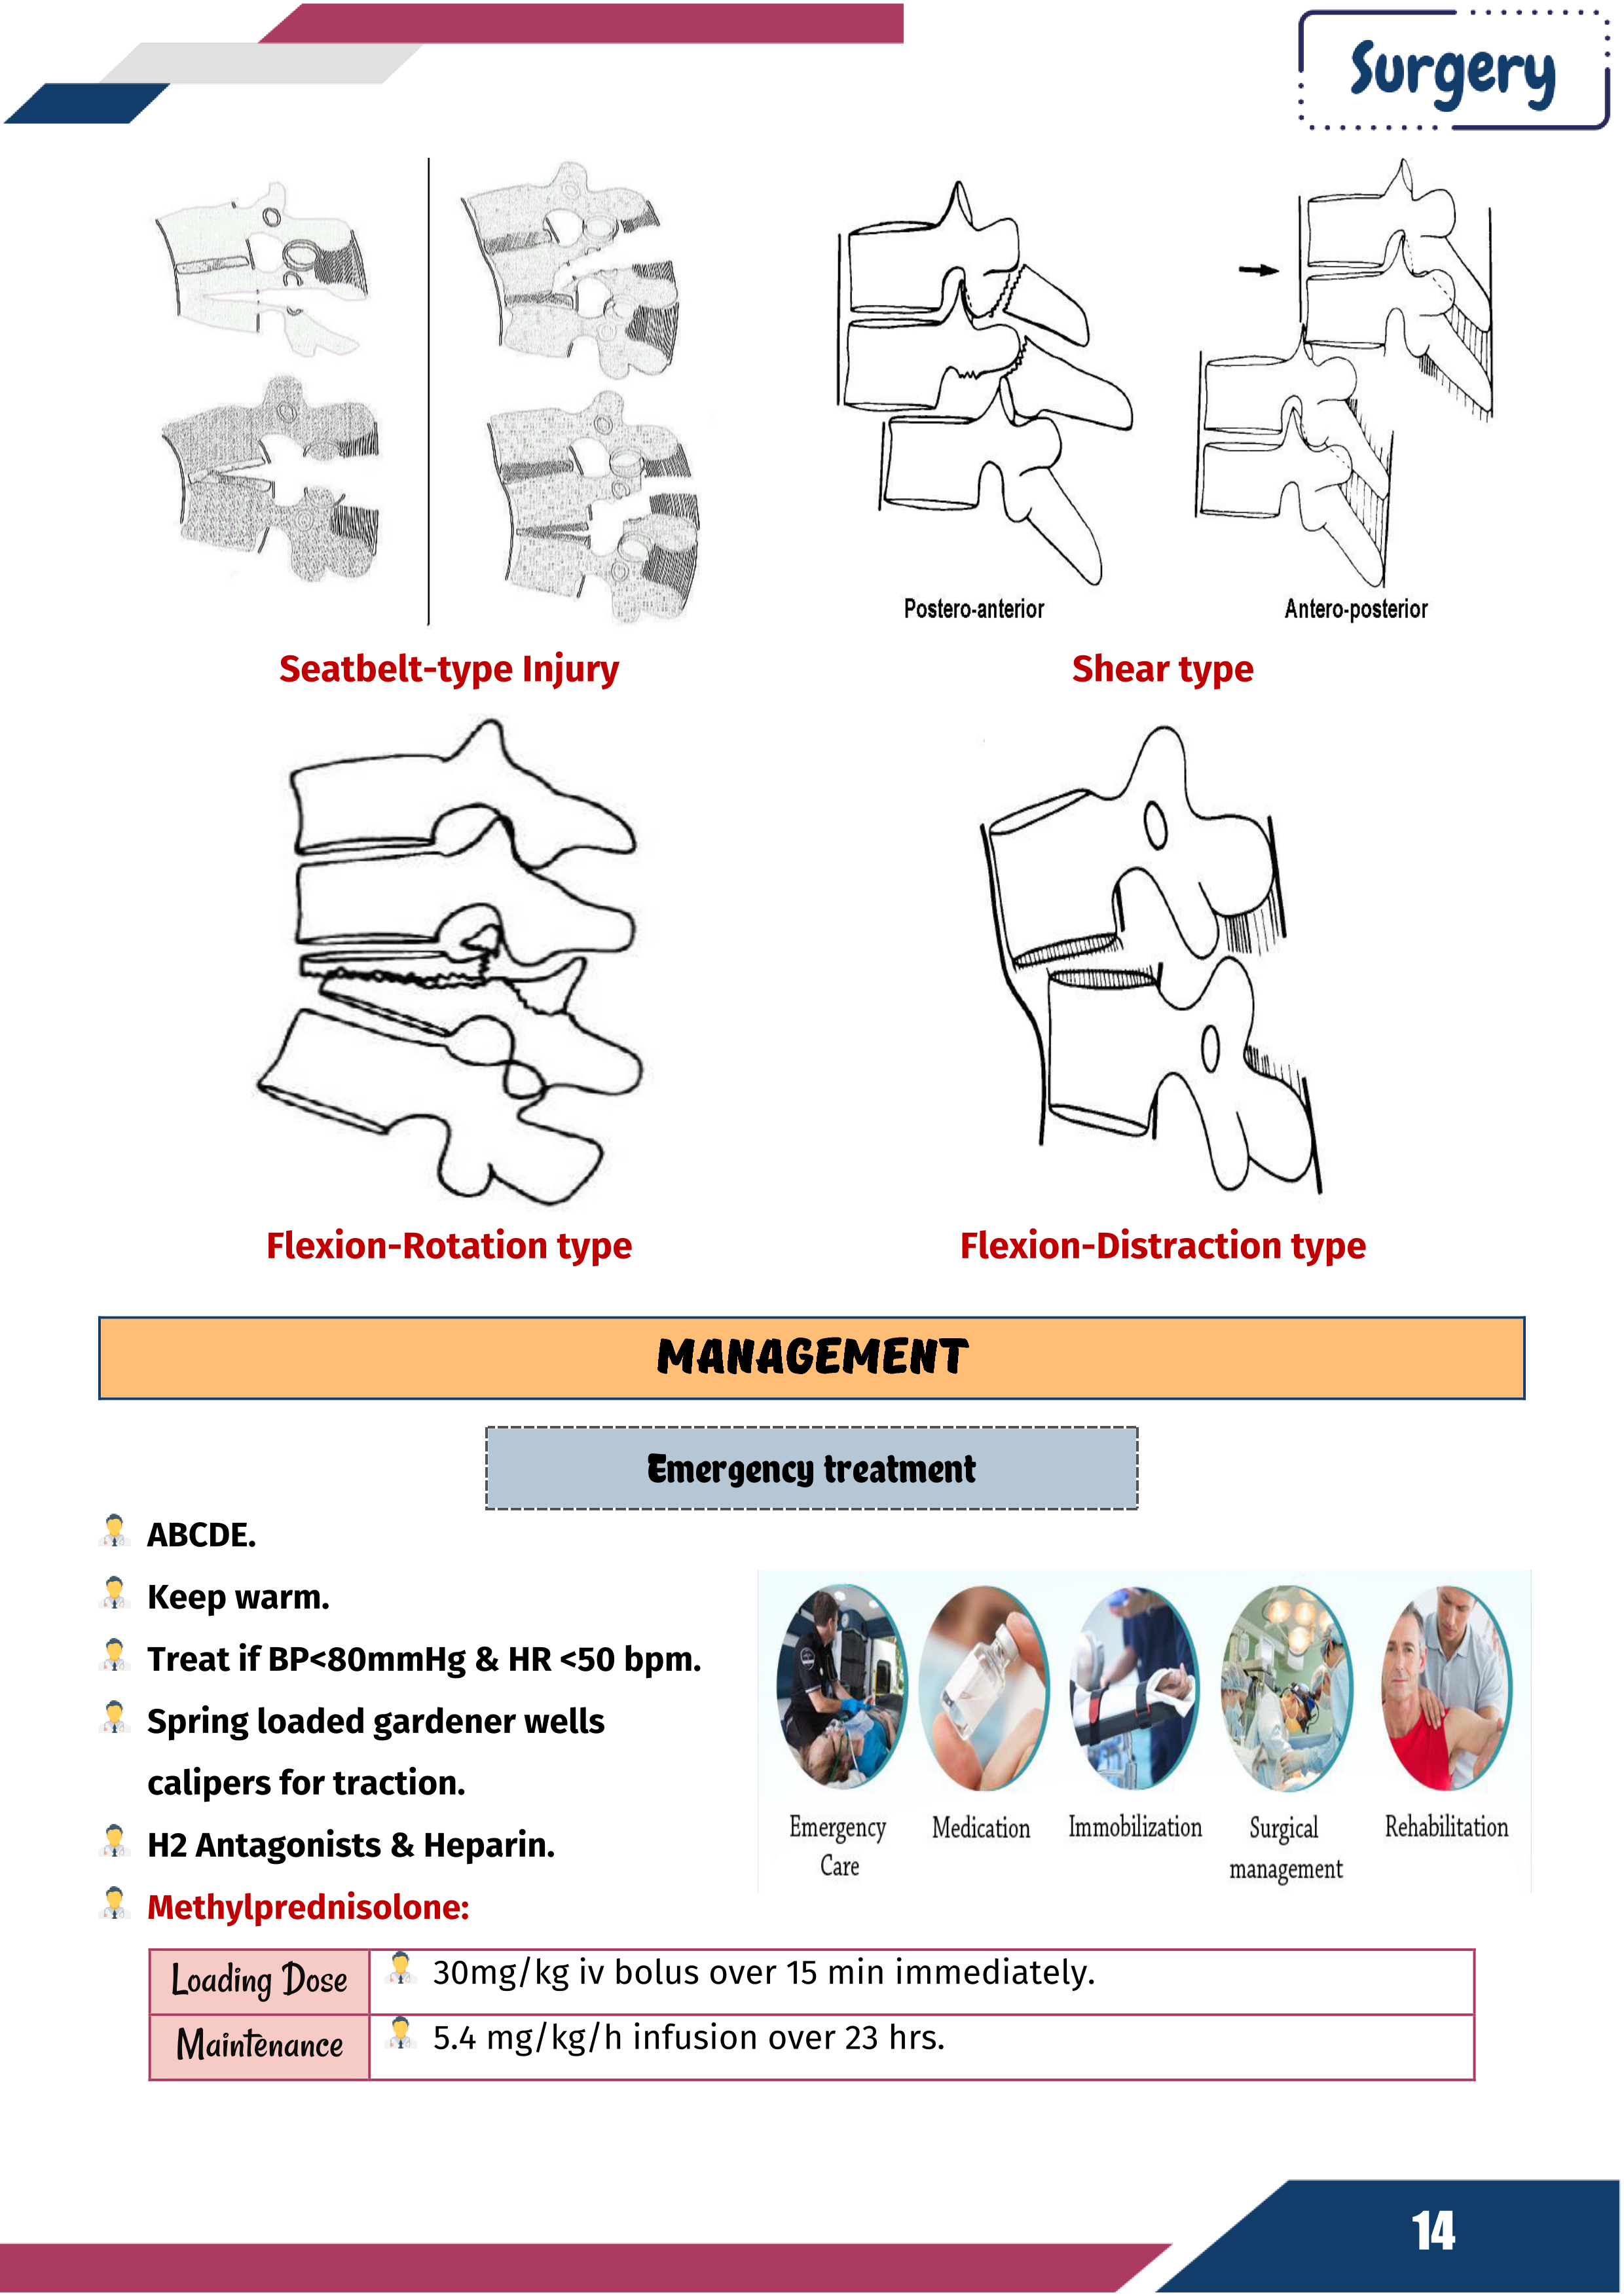 Surgery
Postero-anterior
Antero-posterior
Seatbelt-type Injury
Shear type
Flexion-Rotation type
Flexion-Distraction type
MANAGEMENT
Emergency treatment
ABCDE.
Keep warm.
Treat if BP<80mmHg & HR <50 bpm.
Spring loaded gardener wells
calipers for traction.
H2 Antagonists & Heparin.
Methylprednisolone:
Emergency
Care
Medication
Immobilization
Surgical
management
Rehabilitation
Loading Dose
30mg/kg iv bolus over 15 min immediately.
Maintenance
5.4 mg/kg/h infusion over 23 hrs.
14